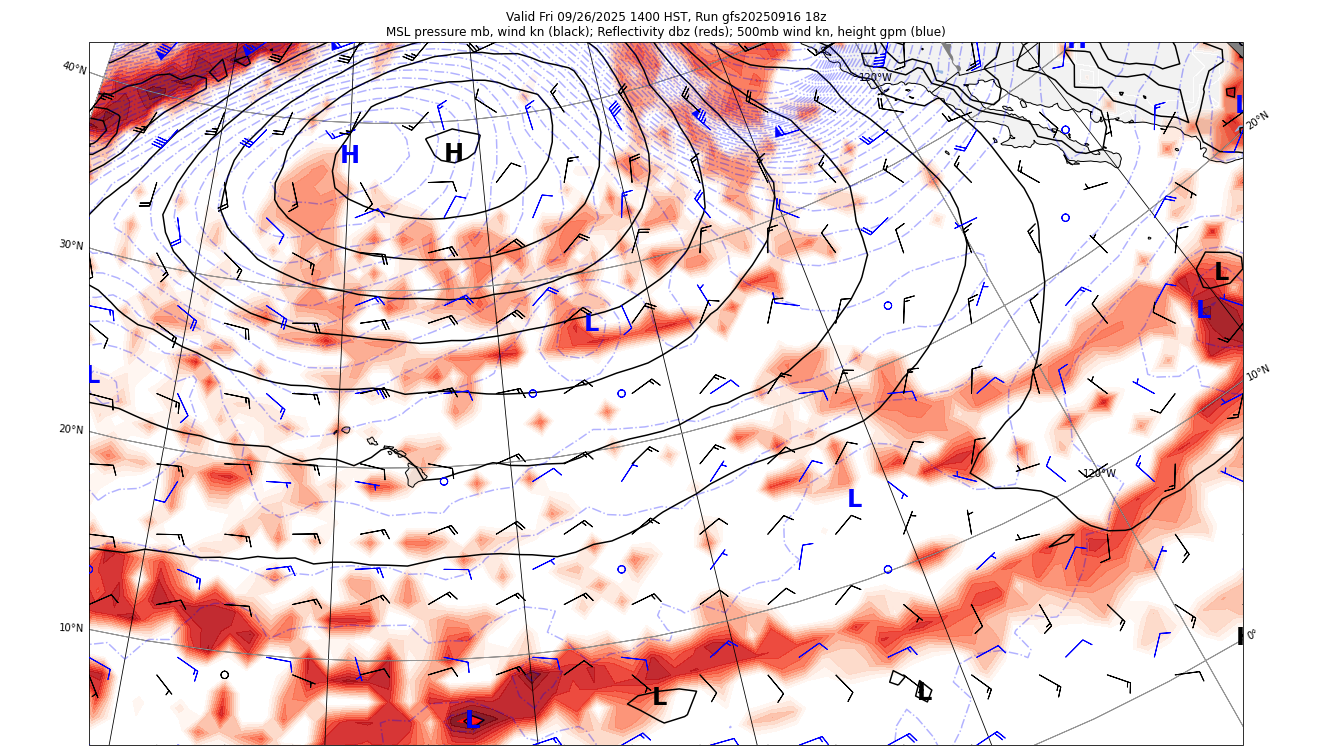 Valid Fri 09/26/2025 1400 HST, Run gfs20250916 18z
MSL pressure mb, wind kn (black); Reflectivity dbz (reds); 500mb wind kn, height gpm (blue)
H
40°N
120°W
L
20°N
H
H
30°N
L
L
L
L
10°N
20°N
120°W
L
10°N
0°
L
L
L